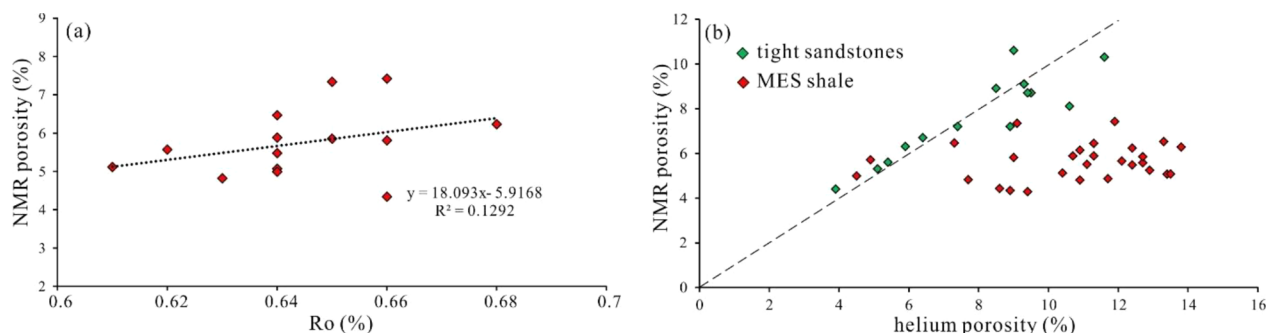 (a)
NMR porosity (%)
9
8
7
6
5
4
3
2
y = 18.093x- 5.9168
R² = 0.1292
0.6 0.62 0.64 0.66 0.68 0.7
Ro (%)
(b)
NMR porosity (%)
12
10
8
6
4
2
0
tight sandstones
MES shale
0 2 4 6 8 10 12 14 16
helium porosity (%)